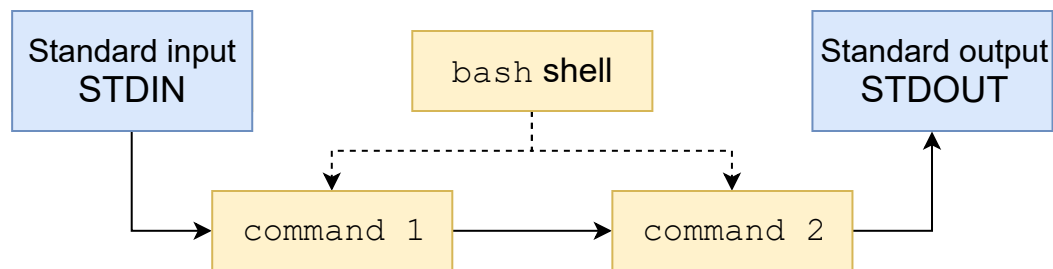 Standard input
STDIN
bash shell
Standard output
STDOUT
command 1
command 2